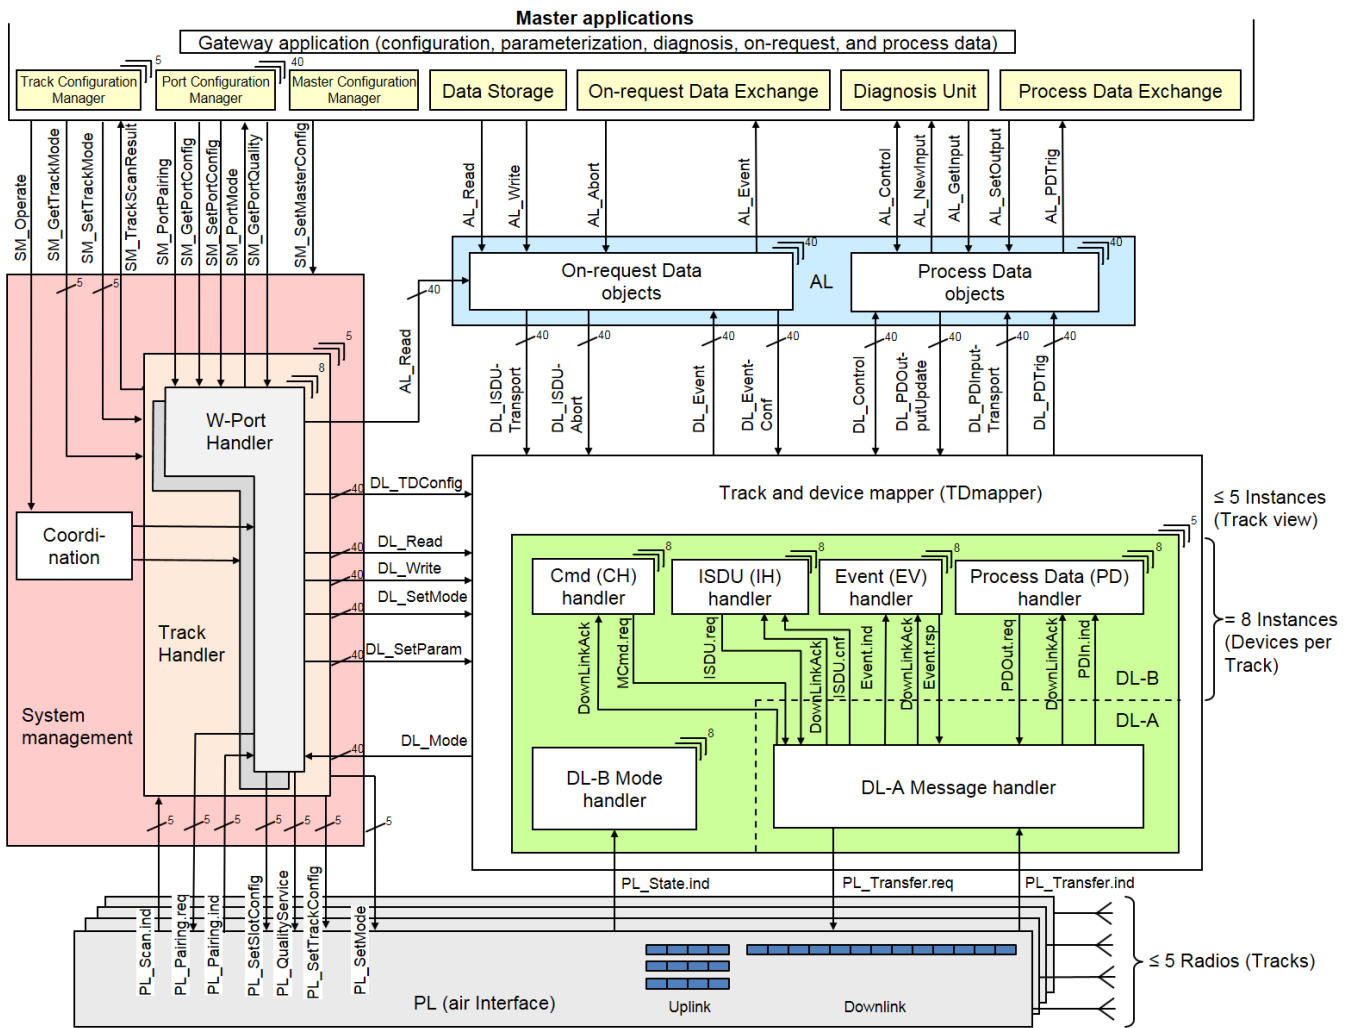 Master applications
Gateway application (configuration, parameterization, diagnosis, on-request, and process data)
5
40
Track Configuration
Manager
Port Configuration
Manager
Master Configuration
Manager
Data Storage
On-request Data Exchange
Diagnosis Unit
Process Data Exchange
SM_Operate
SM_GetTrackMode
SM_SetTrackMode
SM_TrackScanResult
SM_PortPairing
SM_GetPortConfig
SM_SetPortConfig
SM_PortMode
SM_GetPortQuality
SM_SetMasterConfig
AL_Read
AL_Write
AL_Abort
AL_Event
AL_Control
AL_NewInput
AL_GetInput
AL_SetOutput
AL_PDTrig
5
5
40
40
On-request Data
objects
AL
Process Data
objects
40
AL_Read
40
40
40
40
40
40
40
40
DL_ISDU-
Transport
DL_ISDU-
Abort
DL_Event
DL_Event-
Conf
DL_Control
DL_PDOut-
putUpdate
DL_PDInput-
Transport
DL_PDTrig
5
8
W-Port
Handler
Coordi-
nation
Track
Handler
System
management
DL_TDConfig
40
DL_Read
40
DL_Write
40
DL_SetMode
40
DL_SetParam
40
DL_Mode
40
Track and device mapper (TDmapper)
≤ 5 Instances
(Track view)
5
8
8
8
8
Cmd (CH)
handler
ISDU (IH)
handler
Event (EV)
handler
Process Data (PD)
handler
= 8 Instances
(Devices per
Track)
DownLinkAck
MCmd.req
ISDU.req
DownLinkAck
ISDU.cnf
Event.ind
DownLinkAck
Event.rsp
PDOut.req
DownLinkAck
PDIn.ind
DL-B
DL-A
8
DL-B Mode
handler
DL-A Message handler
5
5
5
5
5
5
5
PL_Scan.ind
PL_Pairing.req
PL_Pairing.ind
PL_SetSlotConfig
PL_QualityService
PL_SetTrackConfig
PL_SetMode
PL_State.ind
PL_Transfer.req
PL_Transfer.ind
≤ 5 Radios (Tracks)
PL (air Interface)
Uplink
Downlink